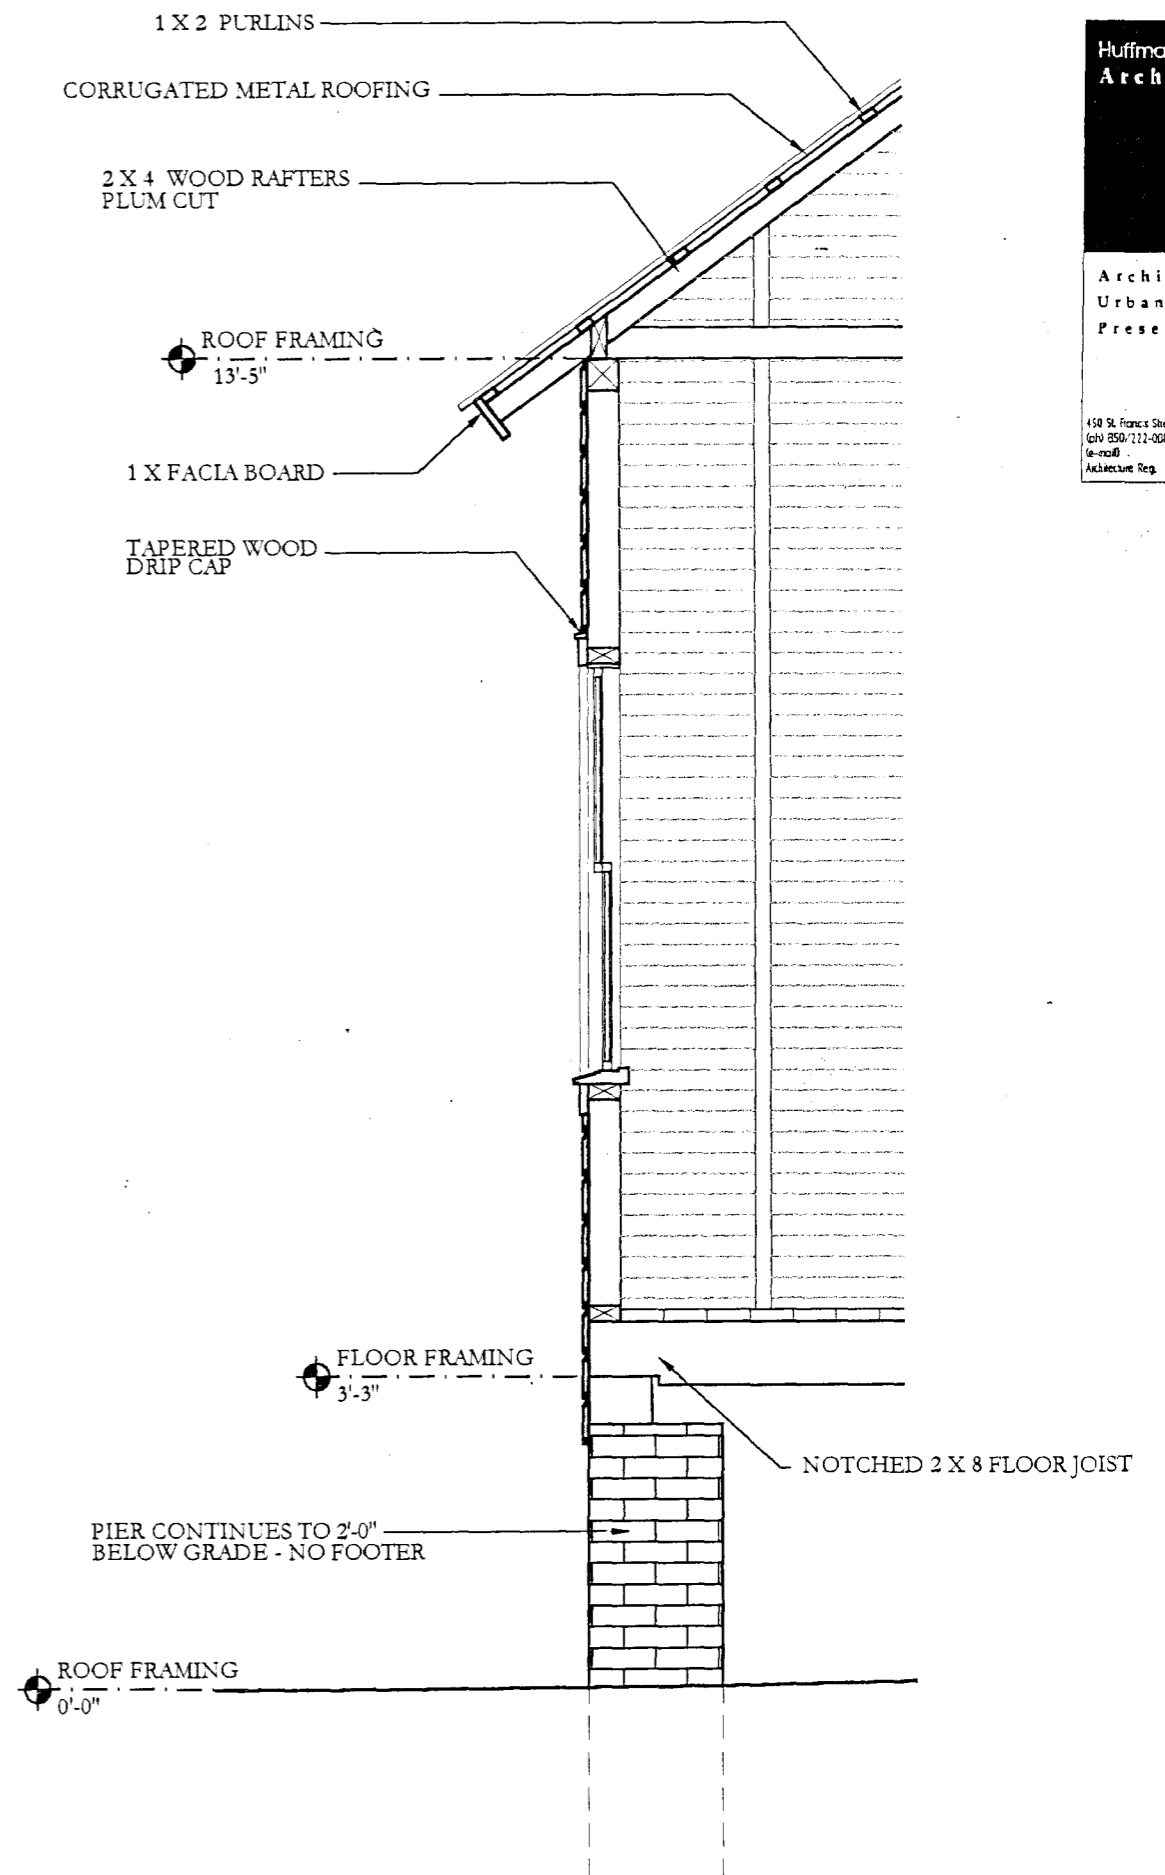 1 X 2 PURLINS
CORRUGATED METAL ROOFING
2 X 4 WOOD RAFTERS
PLUM CUT
ROOF FRAMING
13'-5"
1 X FACIA BOARD
TAPERED WOOD
DRIP CAP
FLOOR FRAMING
3'-3"
NOTCHED 2 X 8 FLOOR JOIST
PIER CONTINUES TO 2'-0"
BELOW GRADE - NO FOOTER
ROOF FRAMING
0'-0"
Huffma
Arch
Archi
Urban
Prese
450 St. Francis Stre
(ph) 850/222-00
(e-mail)
Architecture Reg.